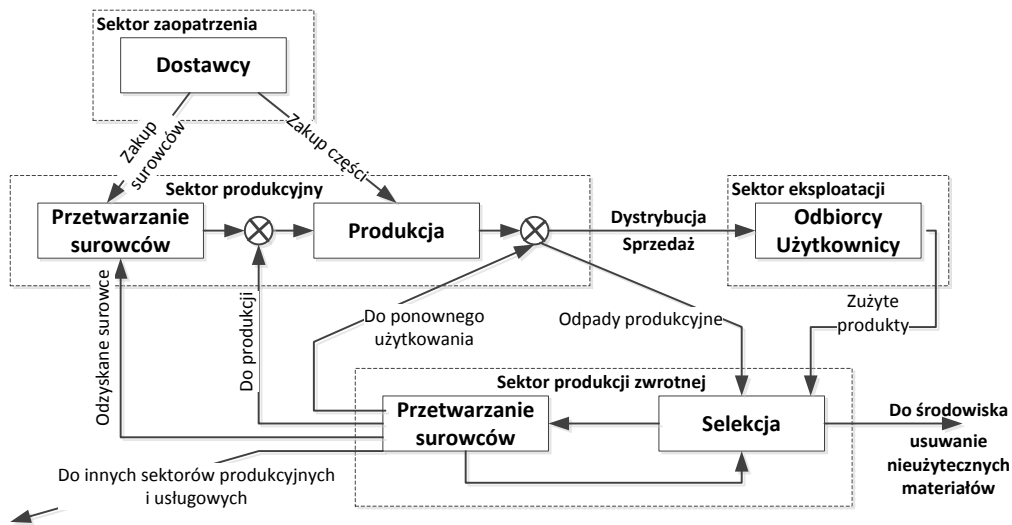 Sektor zaopatrzenia
Dostawcy
Zakup
surowców
Zakup części
Sektor produkcyjny
Przetwarzanie
surowców
Produkcja
Dystrybucja
Sprzedaż
Sektor eksploatacji
Odbiorcy
Użytkownicy
Odzyskane surowce
Do produkcji
Do ponownego
użytkowania
Odpady produkcyjne
Zużyte
produkty
Sektor produkcji zwrotnej
Przetwarzanie
surowców
Selekcja
Do środowiska
usuwanie
nieużytecznych
materiałów
Do innych sektorów produkcyjnych
i usługowych